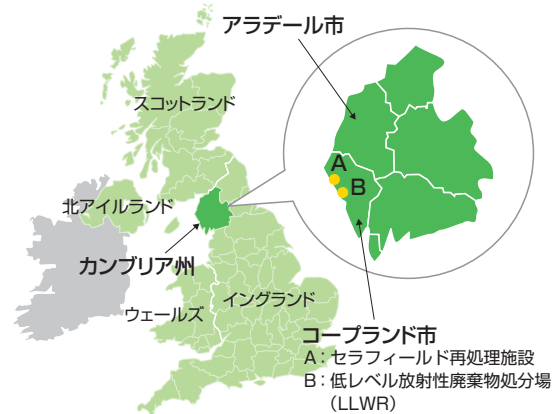 アラデール市
スコットランド
A
B
北アイルランド
カンブリア州
イングランド
ウェールズ
コープランド市
A：セラフィールド再処理施設
B：低レベル放射性廃棄物処分場
（LLWR）